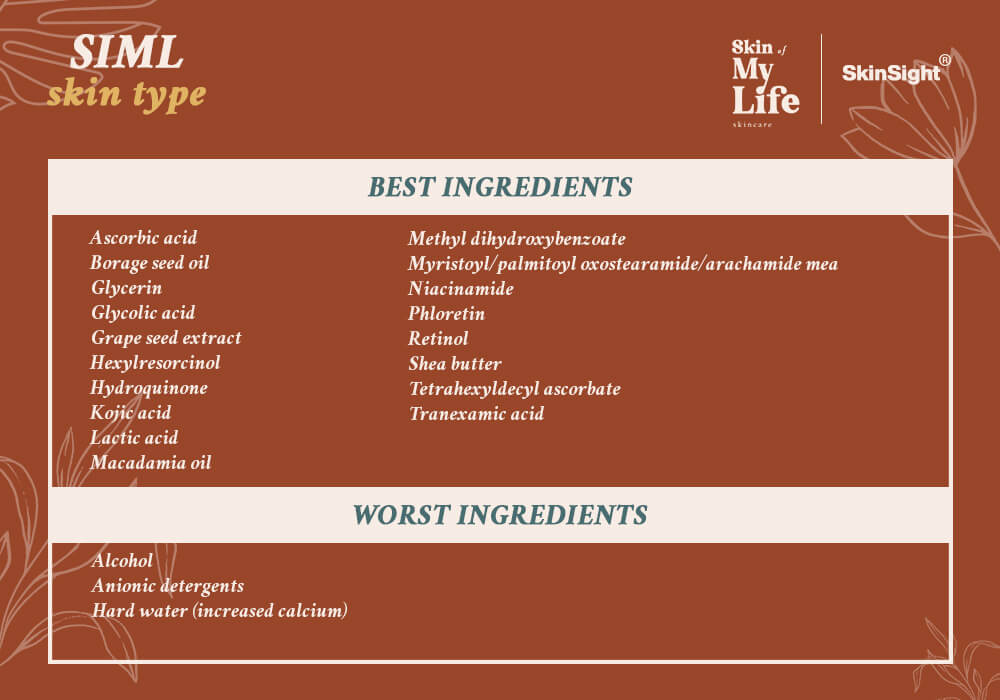 SIML
skin type
Skin of
My
Life
skincare
SkinSight®
BEST INGREDIENTS
Ascorbic acid
Borage seed oil
Glycerin
Glycolic acid
Grape seed extract
Hexylresorcinol
Hydroquinone
Kojic acid
Lactic acid
Macadamia oil
Methyl dihydroxybenzoate
Myristoyl/palmitoyl oxostearamide/arachamide mea
Niacinamide
Phloretin
Retinol
Shea butter
Tetrahexyldecyl ascorbate
Tranexamic acid
WORST INGREDIENTS
Alcohol
Anionic detergents
Hard water (increased calcium)